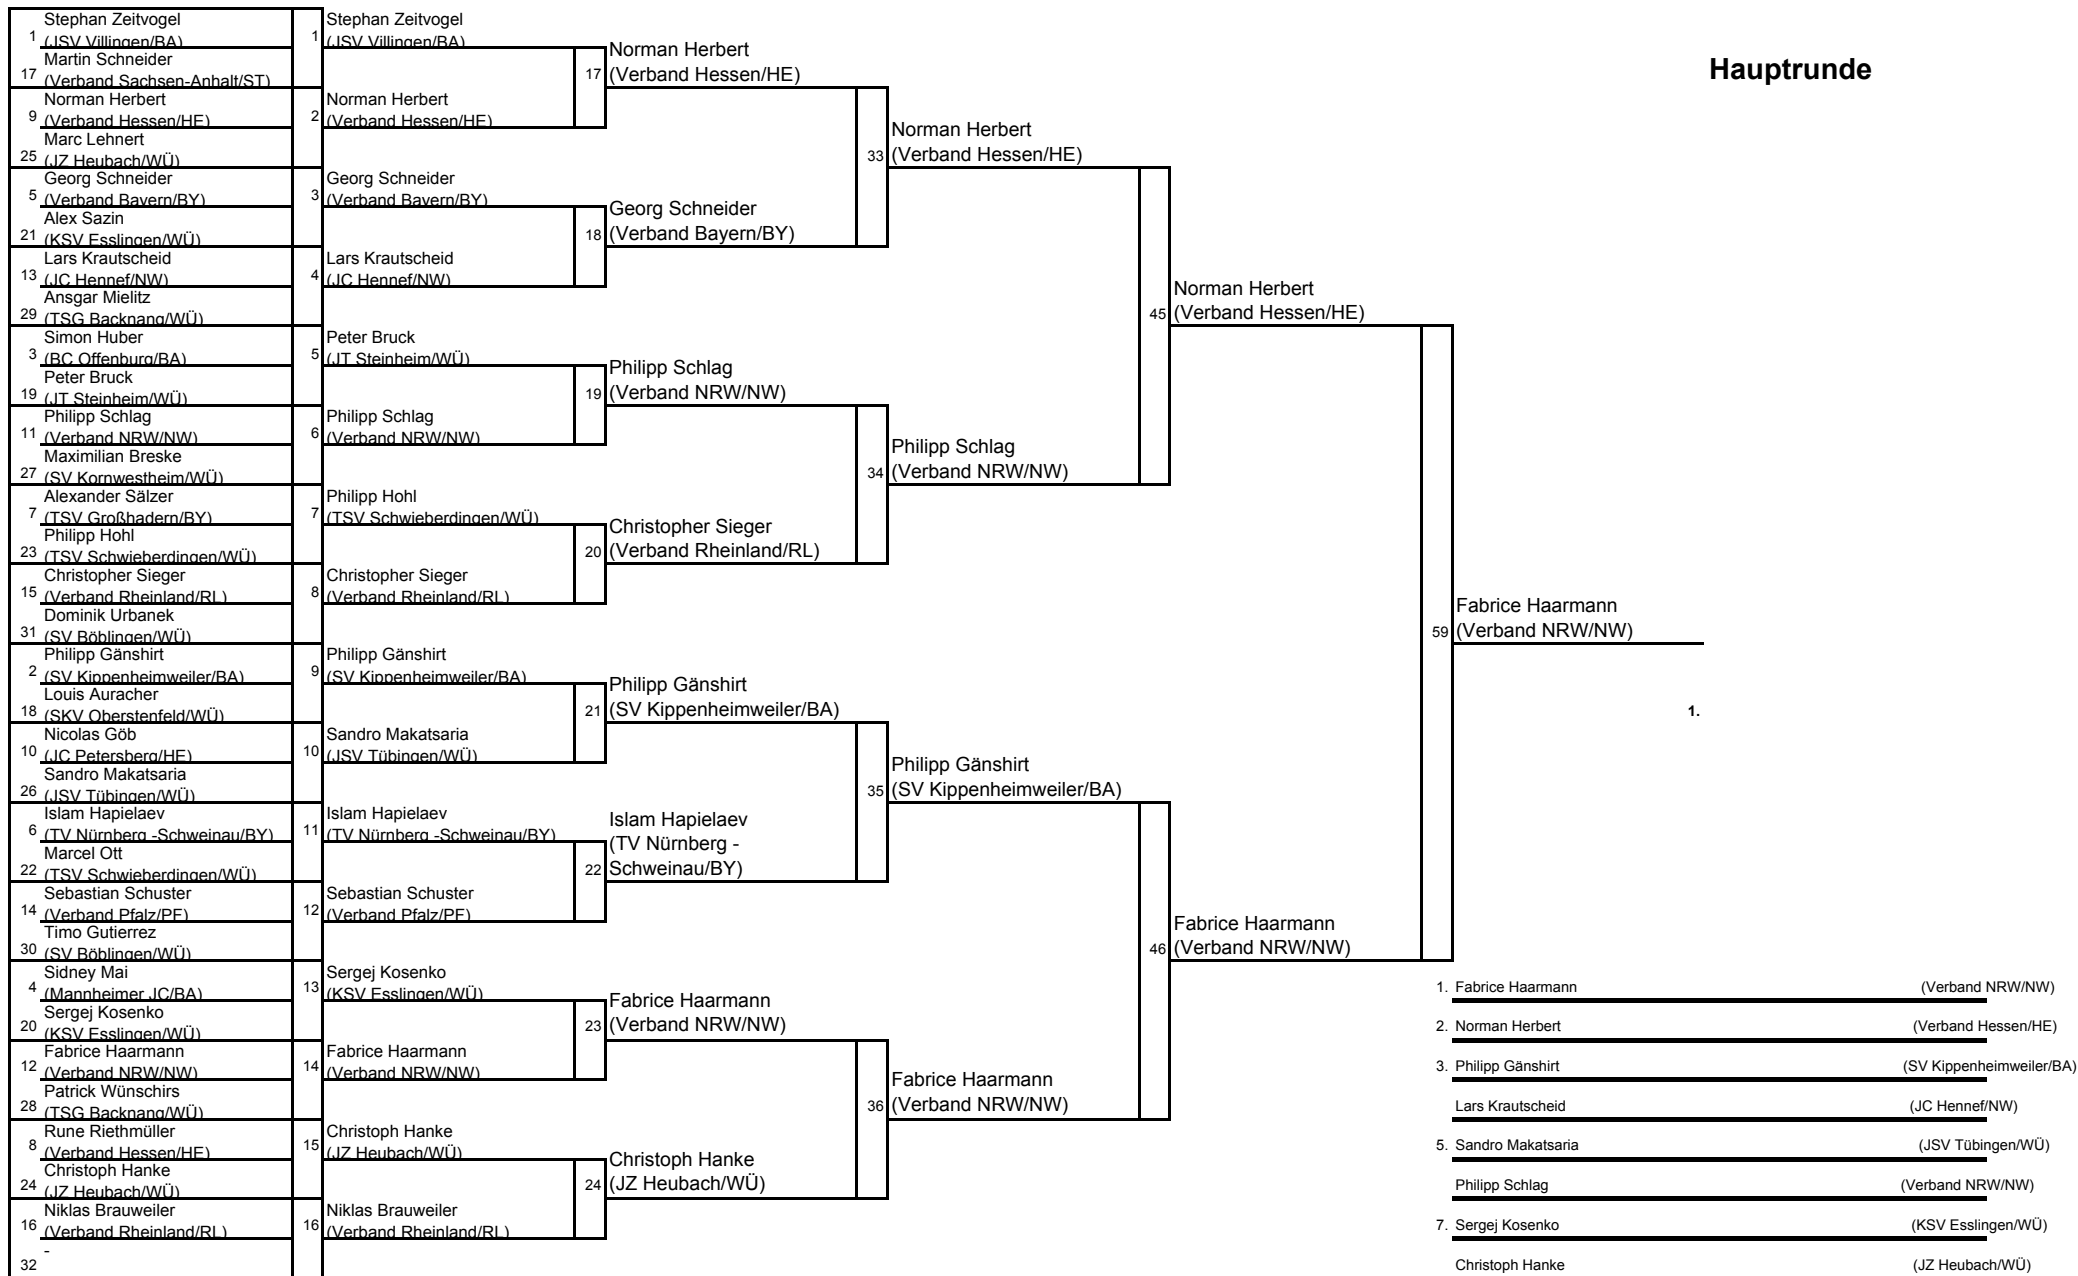 Hauptrunde
Stephan Zeitvogel
1 (JSV Villingen/BA)
Martin Schneider
17 (Verband Sachsen-Anhalt/ST)
Norman Herbert
9 (Verband Hessen/HE)
Marc Lehnert
25 (JZ Heubach/WÜ)
Georg Schneider
5 (Verband Bayern/BY)
Alex Sazin
21 (KSV Esslingen/WÜ)
Lars Krautscheid
13 (JC Hennef/NW)
Ansgar Mielitz
29 (TSG Backnang/WÜ)
Simon Huber
3 (BC Offenburg/BA)
Peter Bruck
19 (JT Steinheim/WÜ)
Philipp Schlag
11 (Verband NRW/NW)
Maximilian Breske
27 (SV Kornwestheim/WÜ)
Alexander Sälzer
7 (TSV Großhadern/BY)
Philipp Hohl
23 (TSV Schwieberdingen/WÜ)
Christopher Sieger
15 (Verband Rheinland/RL)
Dominik Urbanek
31 (SV Böblingen/WÜ)
Philipp Gänshirt
2 (SV Kippenheimweiler/BA)
Louis Auracher
18 (SKV Oberstenfeld/WÜ)
Nicolas Göb
10 (JC Petersberg/HE)
Sandro Makatsaria
26 (JSV Tübingen/WÜ)
Islam Hapielaev
6 (TV Nürnberg -Schweinau/BY)
Marcel Ott
22 (TSV Schwieberdingen/WÜ)
Sebastian Schuster
14 (Verband Pfalz/PF)
Timo Gutierrez
30 (SV Böblingen/WÜ)
Sidney Mai
4 (Mannheimer JC/BA)
Sergej Kosenko
20 (KSV Esslingen/WÜ)
Fabrice Haarmann
12 (Verband NRW/NW)
Patrick Wünschirs
28 (TSG Backnang/WÜ)
Rune Riethmüller
8 (Verband Hessen/HE)
Christoph Hanke
24 (JZ Heubach/WÜ)
Niklas Brauweiler
16 (Verband Rheinland/RL)
-
32
Stephan Zeitvogel
1 (JSV Villingen/BA)
Norman Herbert
2 (Verband Hessen/HE)
Georg Schneider
3 (Verband Bayern/BY)
Lars Krautscheid
4 (JC Hennef/NW)
Peter Bruck
5 (JT Steinheim/WÜ)
Philipp Schlag
6 (Verband NRW/NW)
Philipp Hohl
7 (TSV Schwieberdingen/WÜ)
Christopher Sieger
8 (Verband Rheinland/RL)
Philipp Gänshirt
9 (SV Kippenheimweiler/BA)
Sandro Makatsaria
10 (JSV Tübingen/WÜ)
Islam Hapielaev
11 (TV Nürnberg -Schweinau/BY)
Sebastian Schuster
12 (Verband Pfalz/PF)
Sergej Kosenko
13 (KSV Esslingen/WÜ)
Fabrice Haarmann
14 (Verband NRW/NW)
Christoph Hanke
15 (JZ Heubach/WÜ)
Niklas Brauweiler
16 (Verband Rheinland/RL)
Norman Herbert
17 (Verband Hessen/HE)
Georg Schneider
18 (Verband Bayern/BY)
Philipp Schlag
19 (Verband NRW/NW)
Christopher Sieger
20 (Verband Rheinland/RL)
Philipp Gänshirt
21 (SV Kippenheimweiler/BA)
Islam Hapielaev
(TV Nürnberg -
22 Schweinau/BY)
Fabrice Haarmann
23 (Verband NRW/NW)
Christoph Hanke
24 (JZ Heubach/WÜ)
Norman Herbert
33 (Verband Hessen/HE)
Philipp Schlag
34 (Verband NRW/NW)
Philipp Gänshirt
35 (SV Kippenheimweiler/BA)
Fabrice Haarmann
36 (Verband NRW/NW)
Norman Herbert
45 (Verband Hessen/HE)
Fabrice Haarmann
46 (Verband NRW/NW)
Fabrice Haarmann
59 (Verband NRW/NW)
1.
1. Fabrice Haarmann (Verband NRW/NW)
2. Norman Herbert (Verband Hessen/HE)
3. Philipp Gänshirt (SV Kippenheimweiler/BA)
Lars Krautscheid (JC Hennef/NW)
5. Sandro Makatsaria (JSV Tübingen/WÜ)
Philipp Schlag (Verband NRW/NW)
7. Sergej Kosenko (KSV Esslingen/WÜ)
Christoph Hanke (JZ Heubach/WÜ)